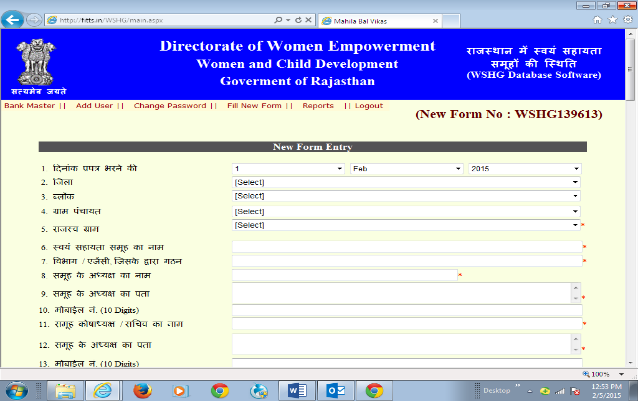 http://fitts.in/WSHG/main.aspx
Mahila Bal Vikas
Directorate of Women Empowerment
Women and Child Development
Goverment of Rajasthan
राजस्थान में स्वयं सहायता
समूहों की स्थिति
(WSHG Database Software)
सत्यमेव जयते
Bank Master || Add User || Change Password || Fill New Form || Reports || Logout
(New Form No : WSHG139613)
New Form Entry
1. दिनांक प्रपत्र भरने की 1 Feb 2015
2. जिला [Select]
3. ब्लॉक [Select]
4. ग्राम पंचायत [Select]
5. राजस्व ग्राम [Select] *
6. स्वयं सहायता समूह का नाम *
7. विभाग / एजेंसी जिसके द्वारा गठन *
8. समूह के अध्यक्ष का नाम *
9. समूह के अध्यक्ष का पता *
10. मोबाईल नं. (10 Digits)
11. समूह कोषाध्यक्ष / सचिव का नाम *
12. समूह के अध्यक्ष का पता *
13. मोबाईल नं. (10 Digits)
100%
Desktop
12:53 PM
2/5/2015